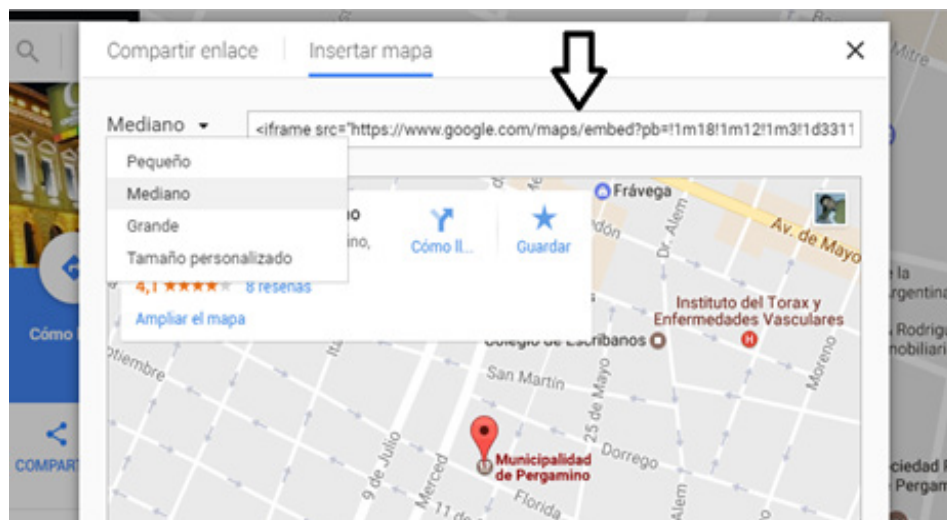 Compartir enlace
Insertar mapa
Mediano
<iframe src="https://www.google.com/maps/embed?pb=!1m18!1m12!1m3!1d3311
Pequeño
Mediano
Grande
Tamaño personalizado
Cómo ll...
Guardar
4,1
8 reseñas
Ampliar el mapa
Frávega
Av. de Mayo
Dr. Alem
Mitre
Instituto del Torax y
Enfermedades Vasculares
Colegio de Escribanos
San Martín
25 de Mayo
Moreno
Dorrego
9 de Julio
Merced
Municipalidad
de Pergamino
Florida
Alem
Cómo
COMPAR